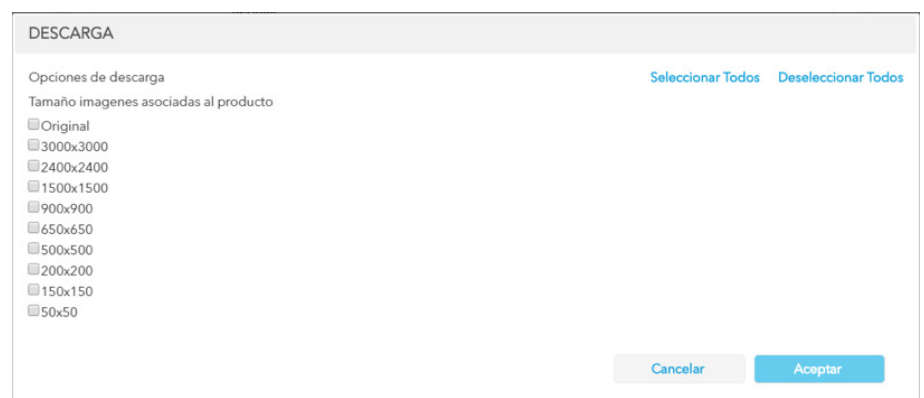 DESCARGA
Opciones de descarga Seleccionar Todos Deseleccionar Todos
Tamaño imagenes asociadas al producto
Original
3000x3000
2400x2400
1500x1500
900x900
650x650
500x500
200x200
150x150
50x50
Cancelar Aceptar